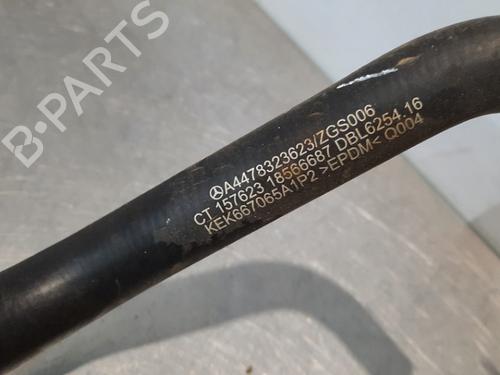 B-PARTS
A4478323623/ZGS006
CT 157623 18566687 DBL6254.16
KEK667065A1P2 >EPDM< Q004